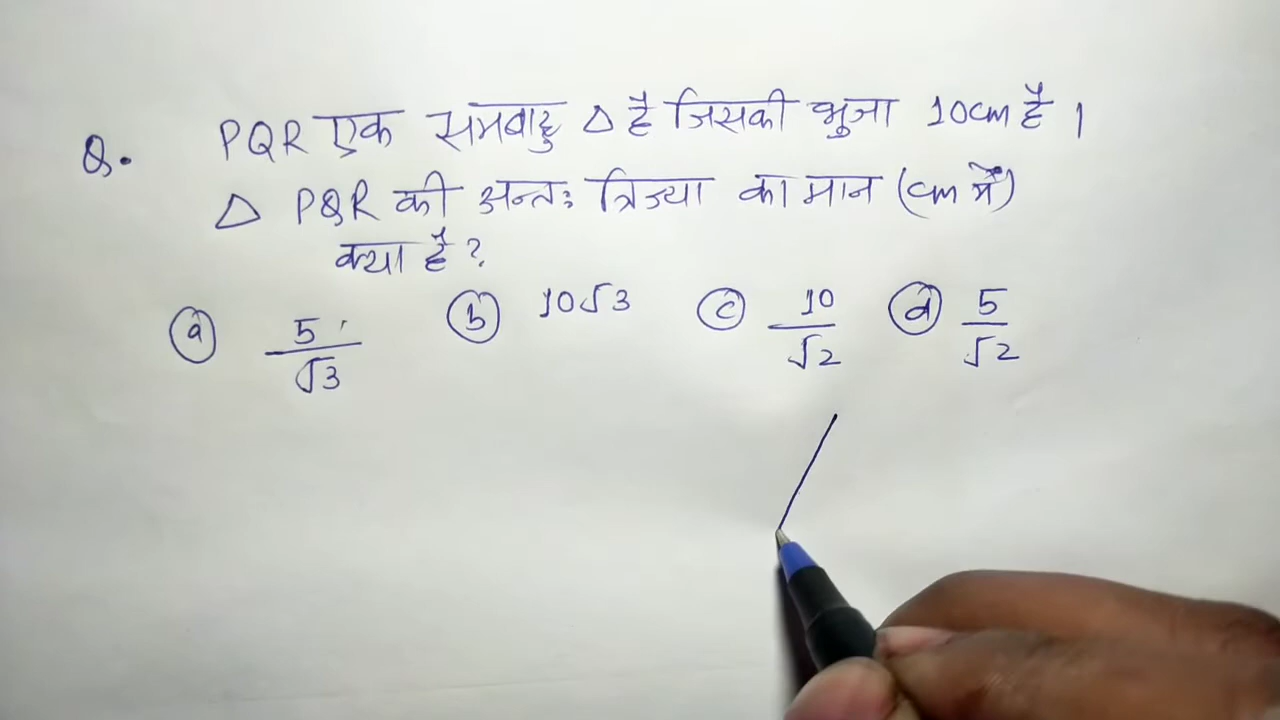 Q. PQR एक समबाहु △ है जिसकी भुजा 10cm है ।
△ PQR की अन्तः त्रिज्या का मान (cm में)
क्या है ?
(a) 5/√3 (b) 10√3 (c) 10/√2 (d) 5/√2